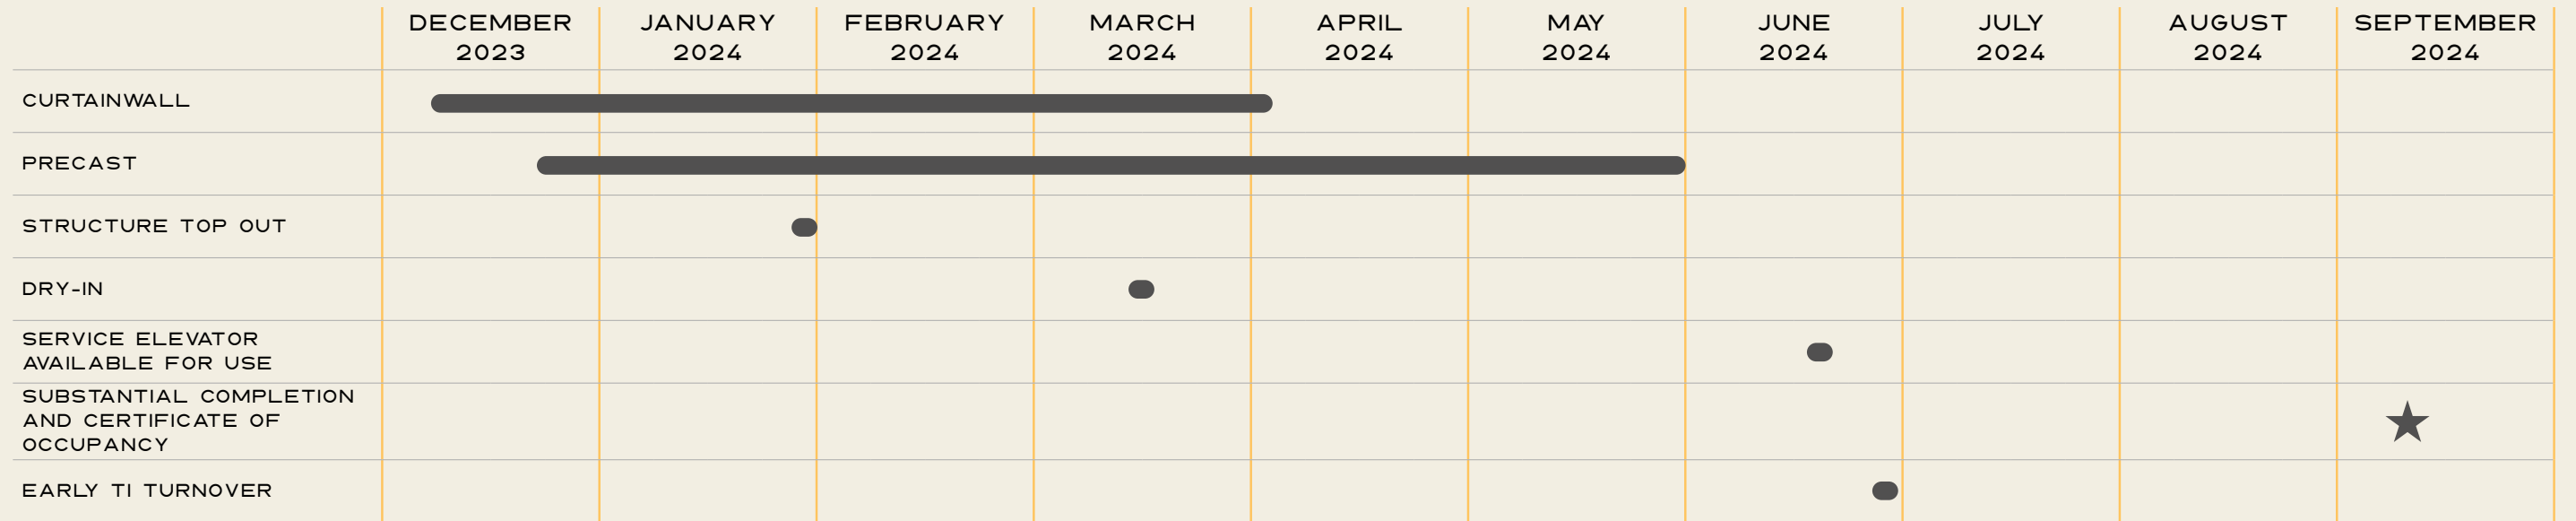 DECEMBER
2023
JANUARY
2024
FEBRUARY
2024
MARCH
2024
APRIL
2024
MAY
2024
JUNE
2024
JULY
2024
AUGUST
2024
SEPTEMBER
2024
CURTAINWALL
PRECAST
STRUCTURE TOP OUT
DRY-IN
SERVICE ELEVATOR
AVAILABLE FOR USE
SUBSTANTIAL COMPLETION
AND CERTIFICATE OF
OCCUPANCY
EARLY TI TURNOVER